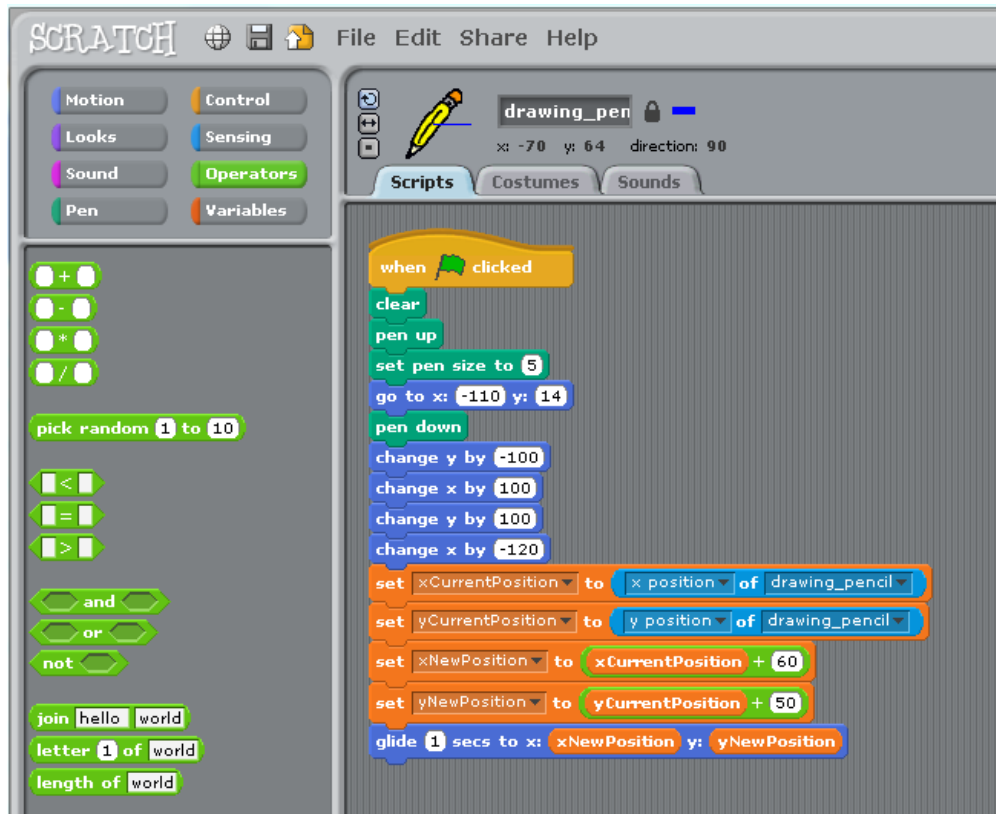 SCRATCH File Edit Share Help
Motion Control
Looks Sensing
Sound Operators
Pen Variables
drawing_pen
x: -70 y: 64 direction: 90
Scripts Costumes Sounds
+
-
*
/
pick random 1 to 10
<
=
>
and
or
not
join hello world
letter 1 of world
length of world
when clicked
clear
pen up
set pen size to 5
go to x: -110 y: 14
pen down
change y by -100
change x by 100
change y by 100
change x by -120
set xCurrentPosition to x position of drawing_pencil
set yCurrentPosition to y position of drawing_pencil
set xNewPosition to xCurrentPosition + 60
set yNewPosition to yCurrentPosition + 50
glide 1 secs to x: xNewPosition y: yNewPosition